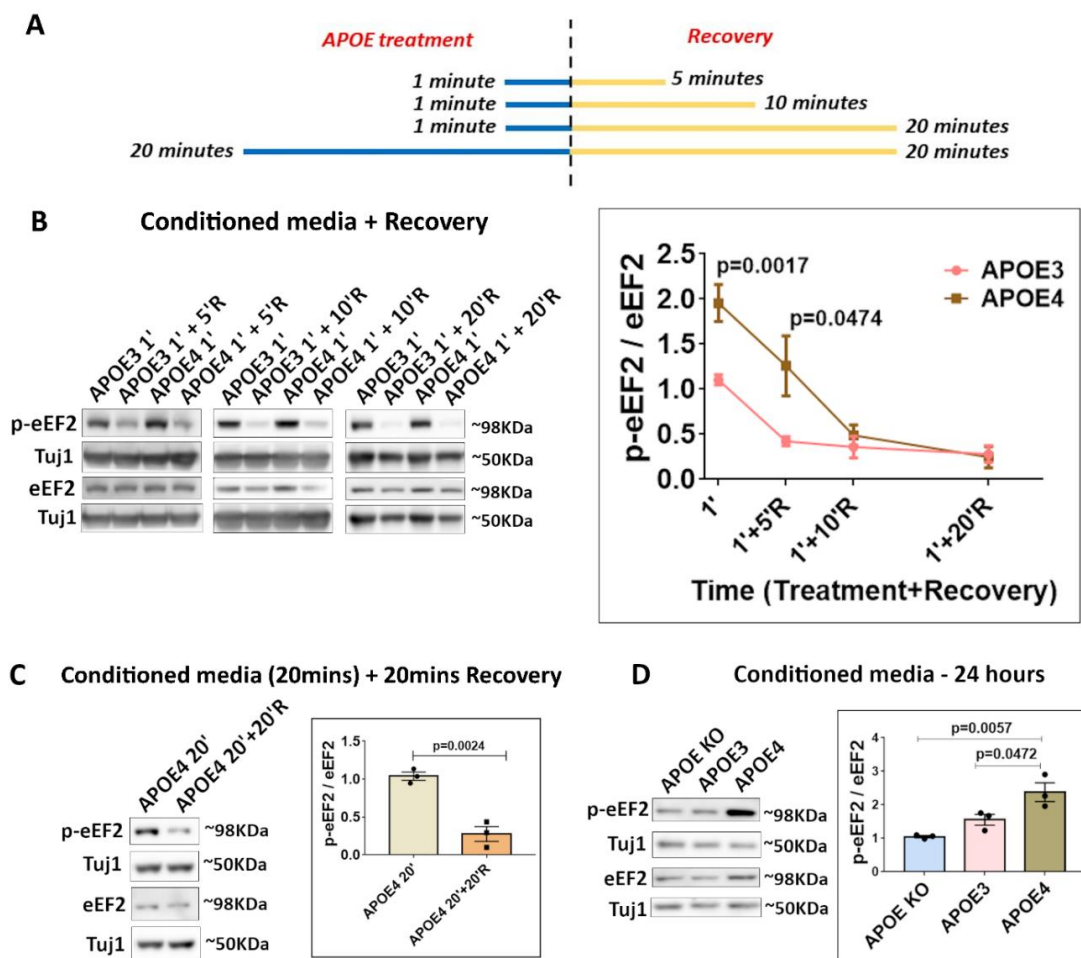 A
APOE treatment
Recovery
1 minute 5 minutes
1 minute 10 minutes
1 minute 20 minutes
20 minutes 20 minutes
B
Conditioned media + Recovery
APOE3 1'
APOE3 1' + 5'R
APOE4 1'
APOE4 1' + 5'R
APOE3 1'
APOE3 1' + 10'R
APOE4 1'
APOE4 1' + 10'R
APOE3 1'
APOE3 1' + 20'R
APOE4 1'
APOE4 1' + 20'R
p-eEF2 ~98KDa
Tuj1 ~50KDa
eEF2 ~98KDa
Tuj1 ~50KDa
p-eEF2 / eEF2
2.5
2.0
1.5
1.0
0.5
0.0
p=0.0017
p=0.0474
APOE3
APOE4
1'
1'+5'R
1'+10'R
1'+20'R
Time (Treatment+Recovery)
C
Conditioned media (20mins) + 20mins Recovery
APOE4 20'
APOE4 20'+20'R
p-eEF2 ~98KDa
Tuj1 ~50KDa
eEF2 ~98KDa
Tuj1 ~50KDa
p-eEF2 / eEF2
1.5
1.0
0.5
0.0
p=0.0024
APOE4 20'
APOE4 20'+20'R
D
Conditioned media - 24 hours
APOE KO
APOE3
APOE4
p-eEF2 ~98KDa
Tuj1 ~50KDa
eEF2 ~98KDa
Tuj1 ~50KDa
p-eEF2 / eEF2
4
3
2
1
0
p=0.0057
p=0.0472
APOE KO
APOE3
APOE4